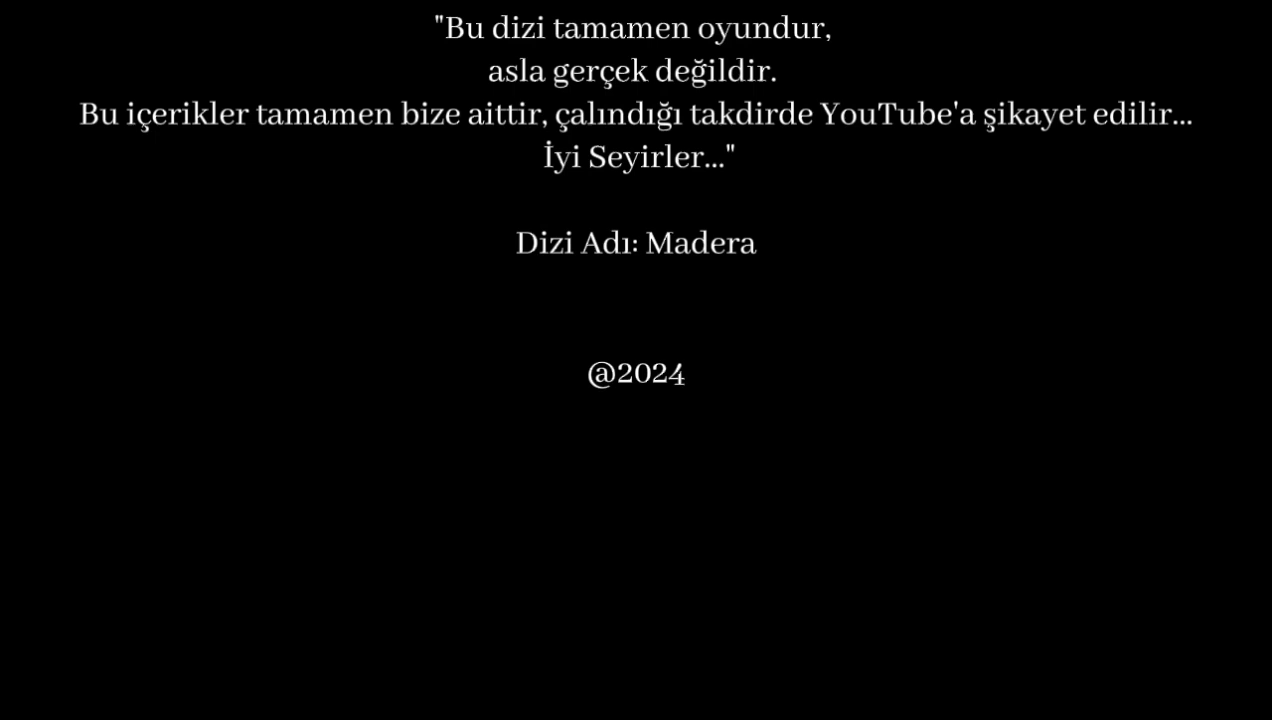 "Bu dizi tamamen oyundur,
asla gerçek değildir.
Bu içerikler tamamen bize aittir, çalındığı takdirde YouTube'a şikayet edilir...
İyi Seyirler..."
Dizi Adı: Madera
@2024